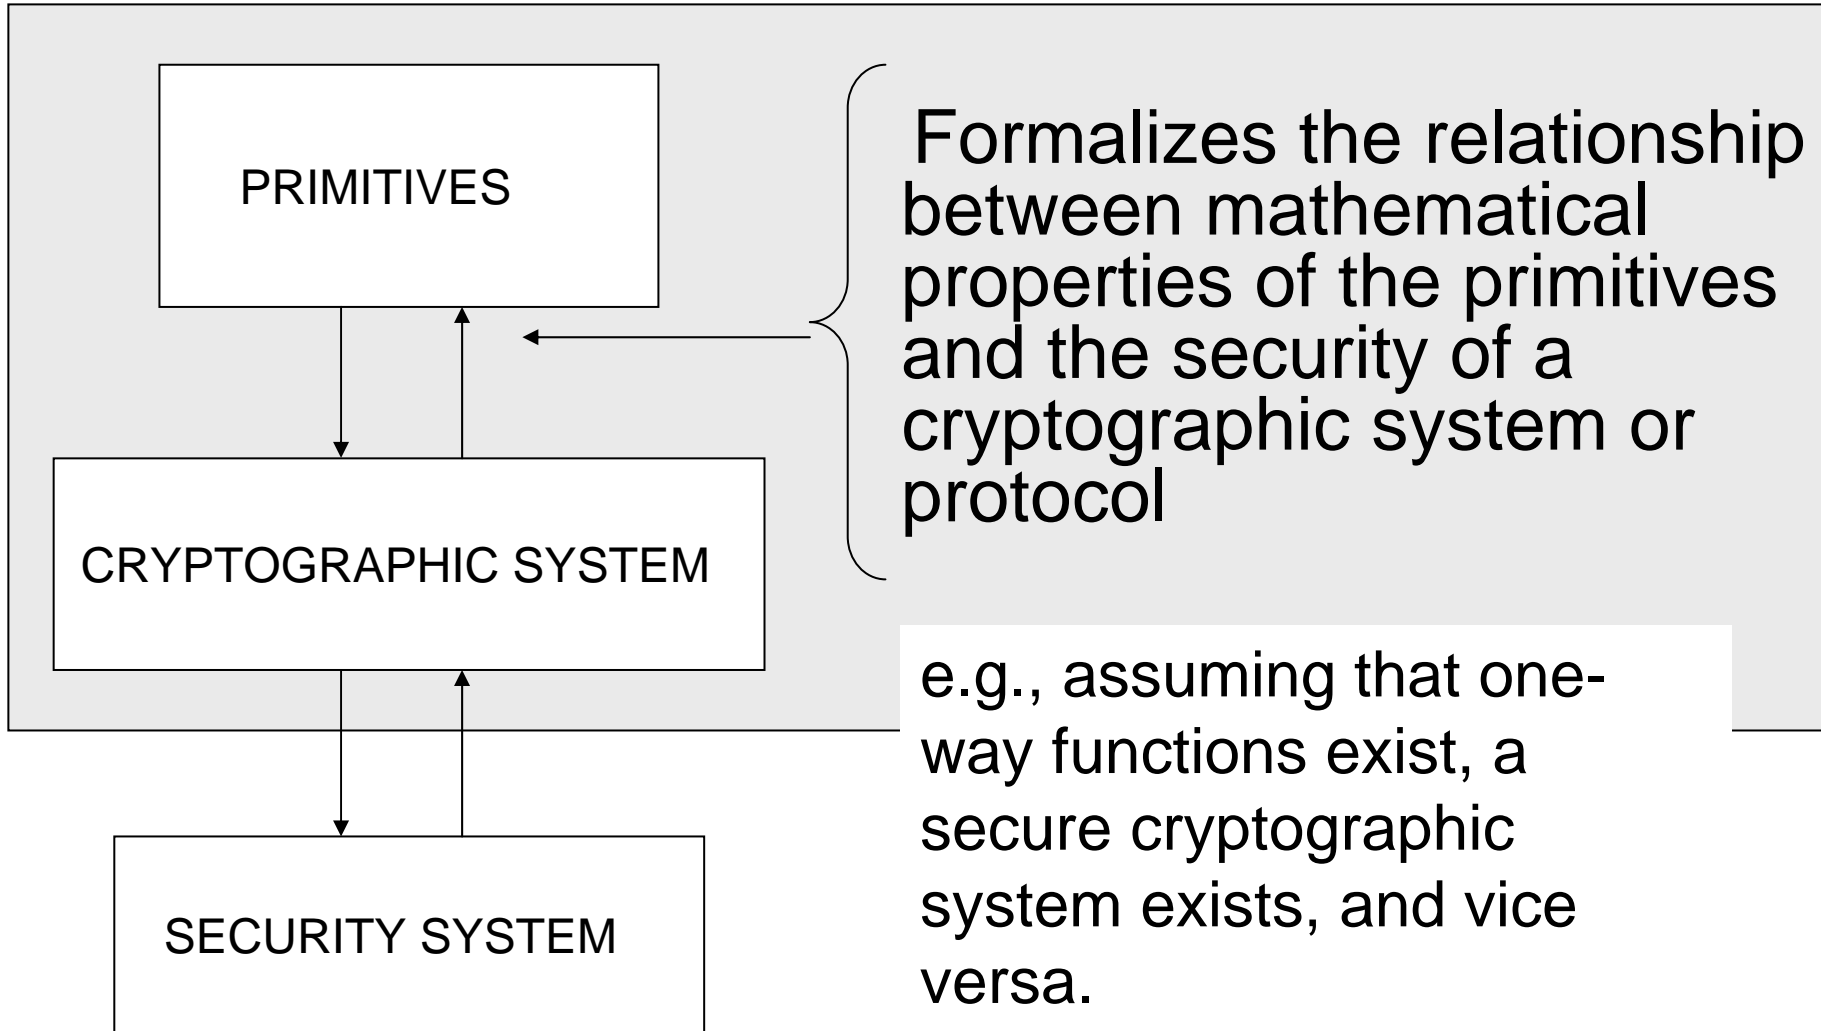 PRIMITIVES
Formalizes the relationship
between mathematical
properties of the primitives
and the security of a
cryptographic system or
protocol
CRYPTOGRAPHIC SYSTEM
e.g., assuming that one-
way functions exist, a
secure cryptographic
system exists, and vice
versa.
SECURITY SYSTEM